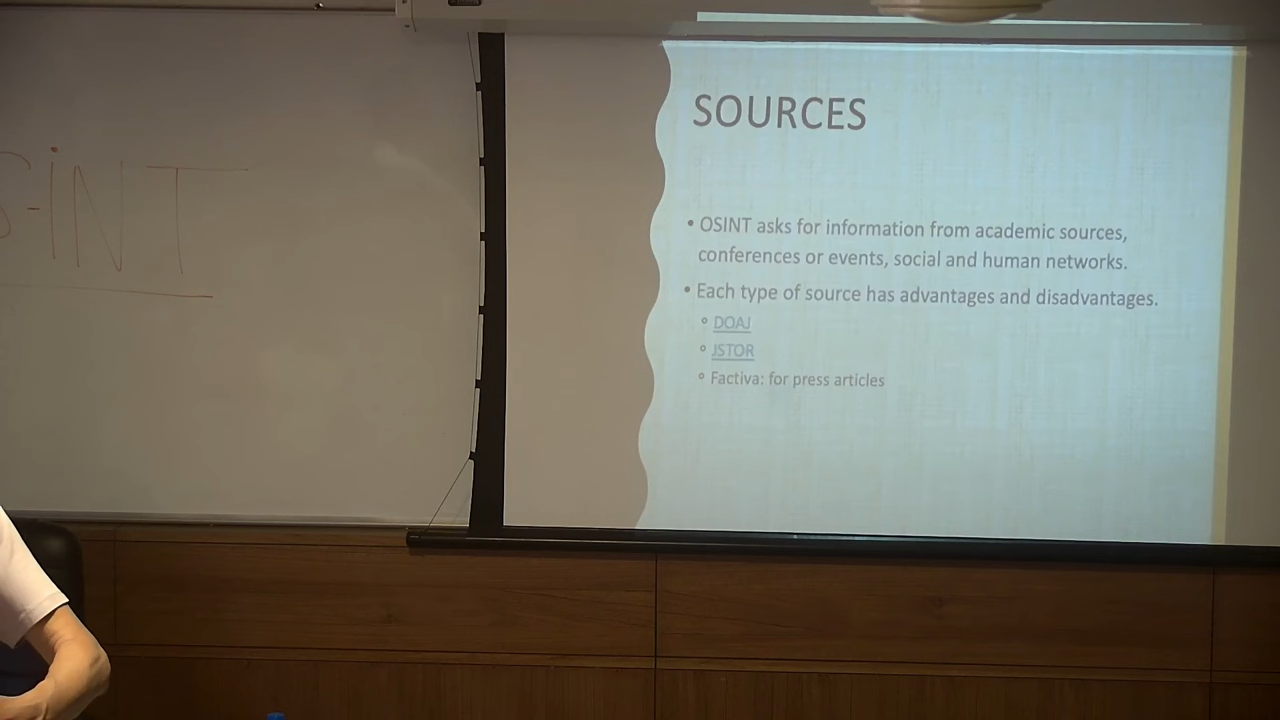 S-iNT
SOURCES
• OSINT asks for information from academic sources,
conferences or events, social and human networks.
• Each type of source has advantages and disadvantages.
° DOAJ
° JSTOR
° Factiva: for press articles